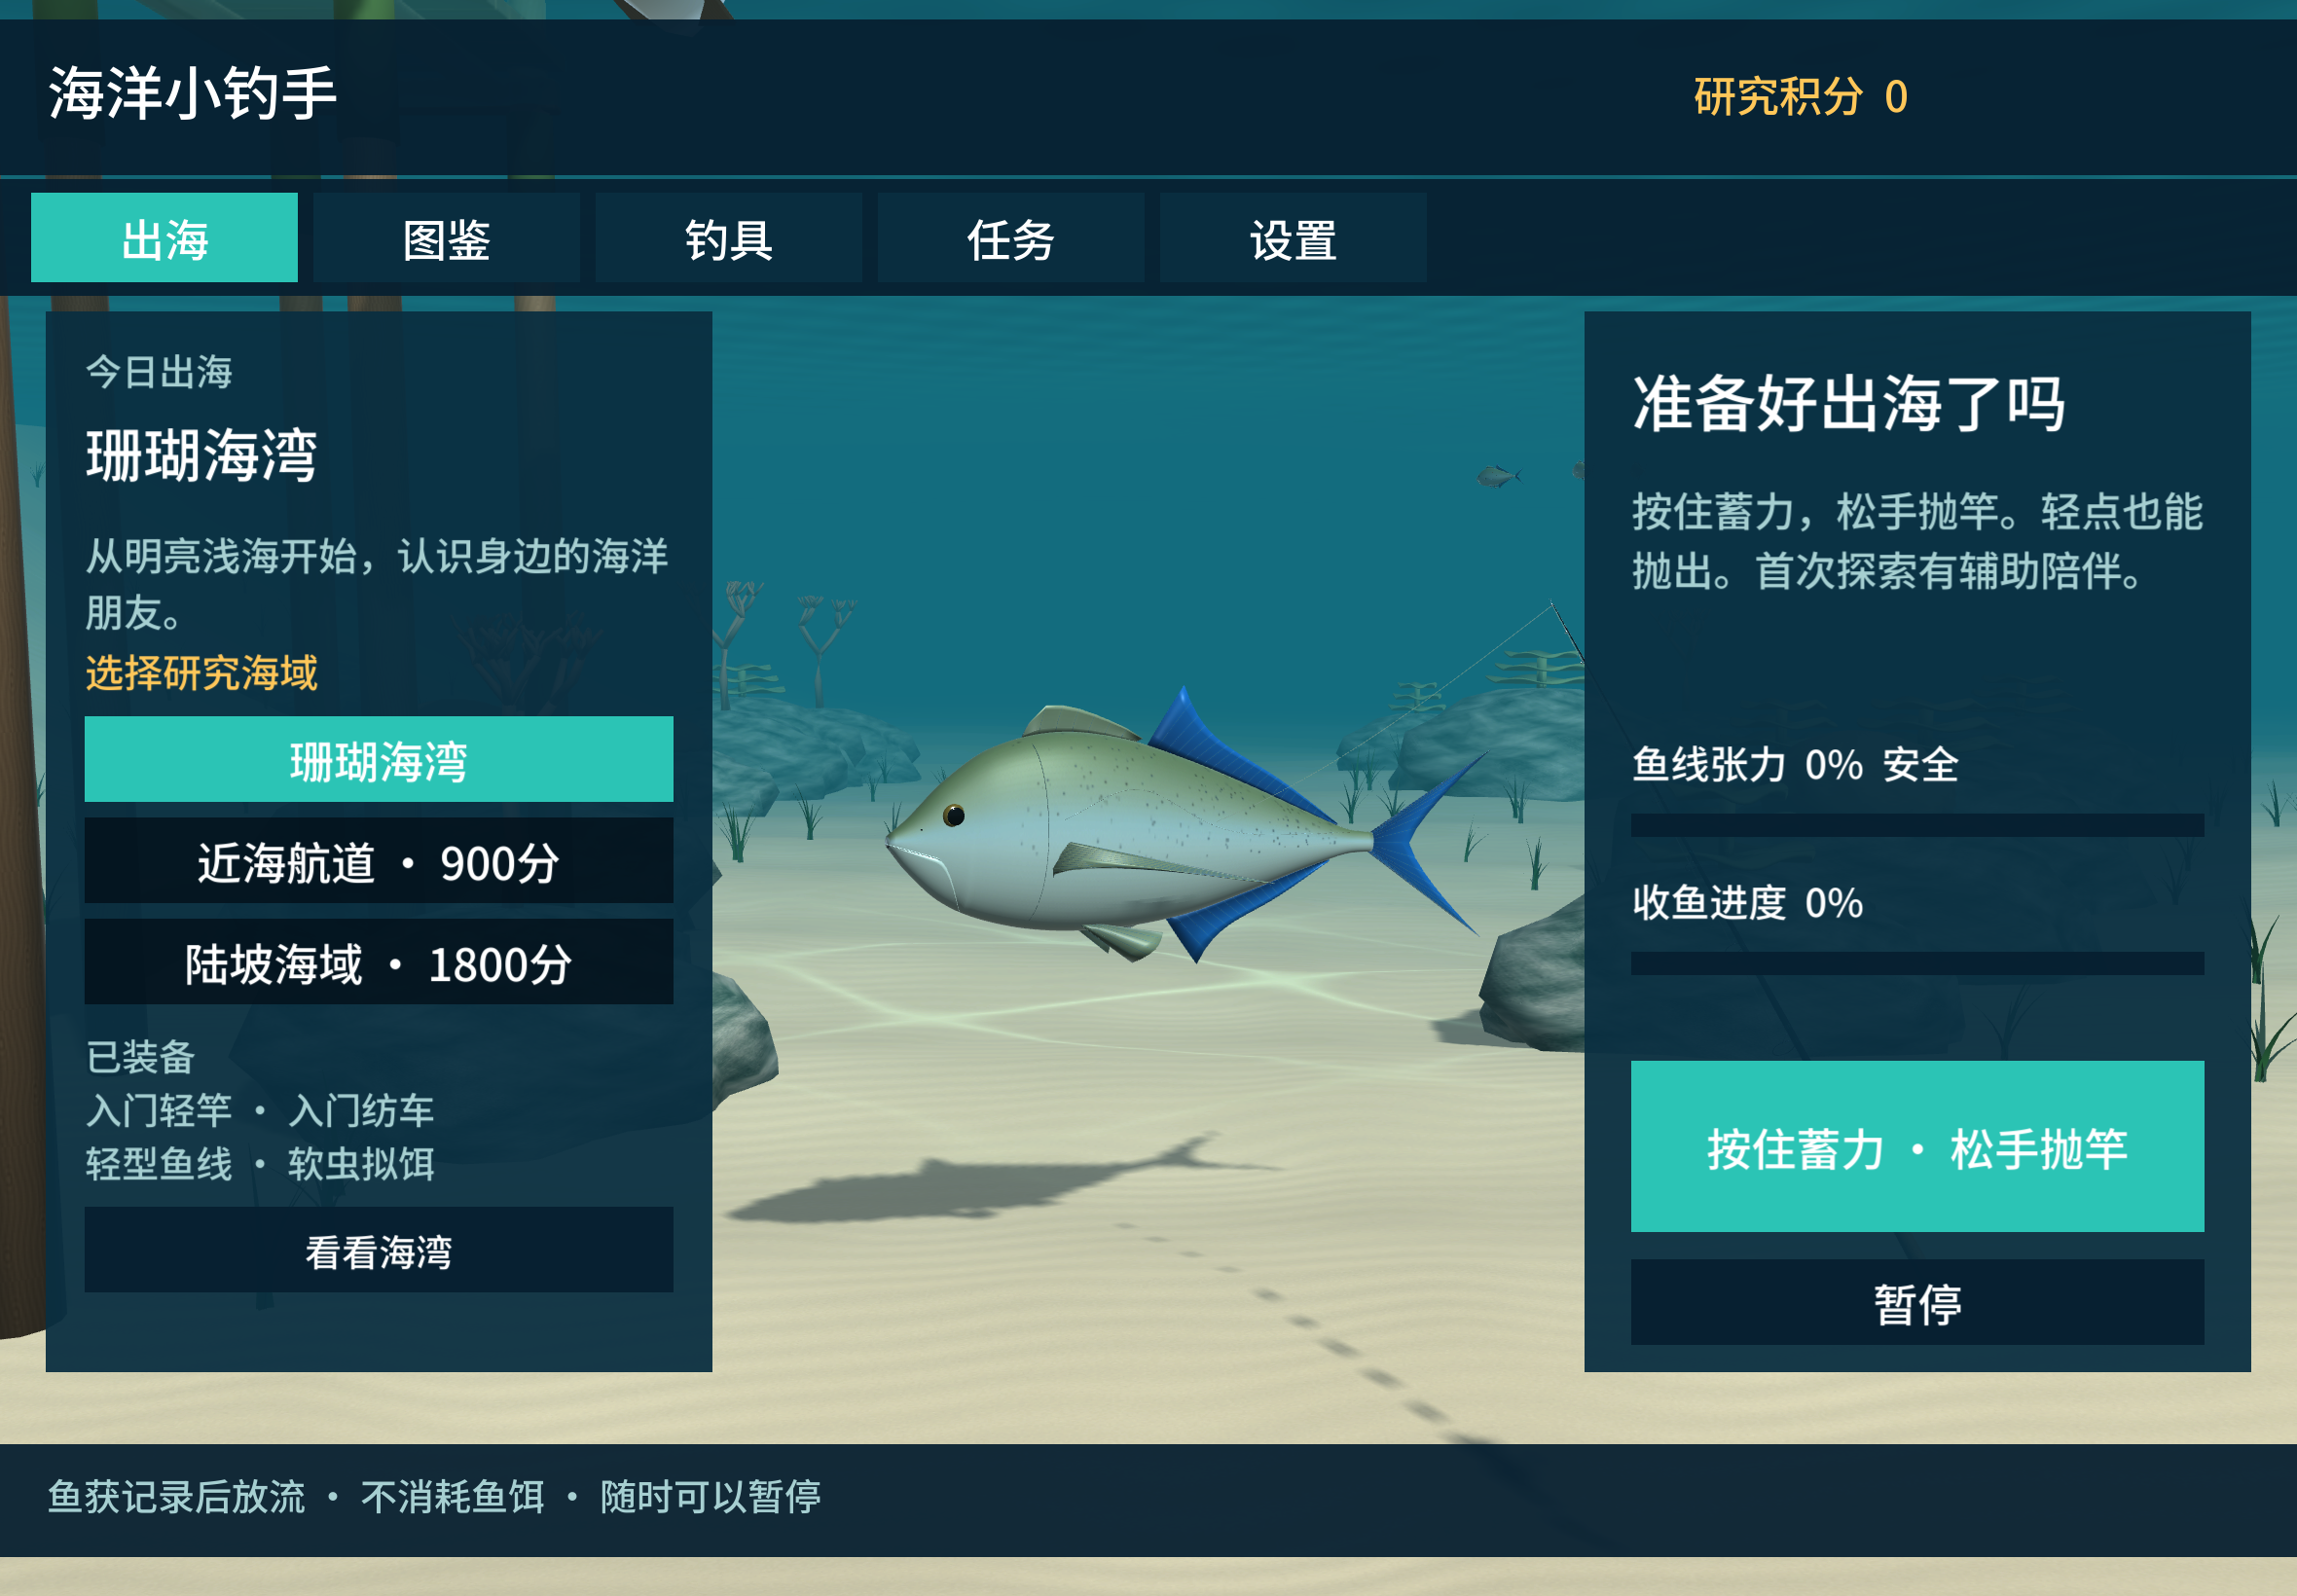 海洋小钓手
研究积分 0
出海
图鉴
钓具
任务
设置
今日出海
珊瑚海湾
从明亮浅海开始，认识身边的海洋
朋友。
选择研究海域
珊瑚海湾
近海航道 · 900分
陆坡海域 · 1800分
已装备
入门轻竿 · 入门纺车
轻型鱼线 · 软虫拟饵
看看海湾
准备好出海了吗
按住蓄力，松手抛竿。轻点也能
抛出。首次探索有辅助陪伴。
鱼线张力 0% 安全
收鱼进度 0%
按住蓄力 · 松手抛竿
暂停
鱼获记录后放流 · 不消耗鱼饵 · 随时可以暂停